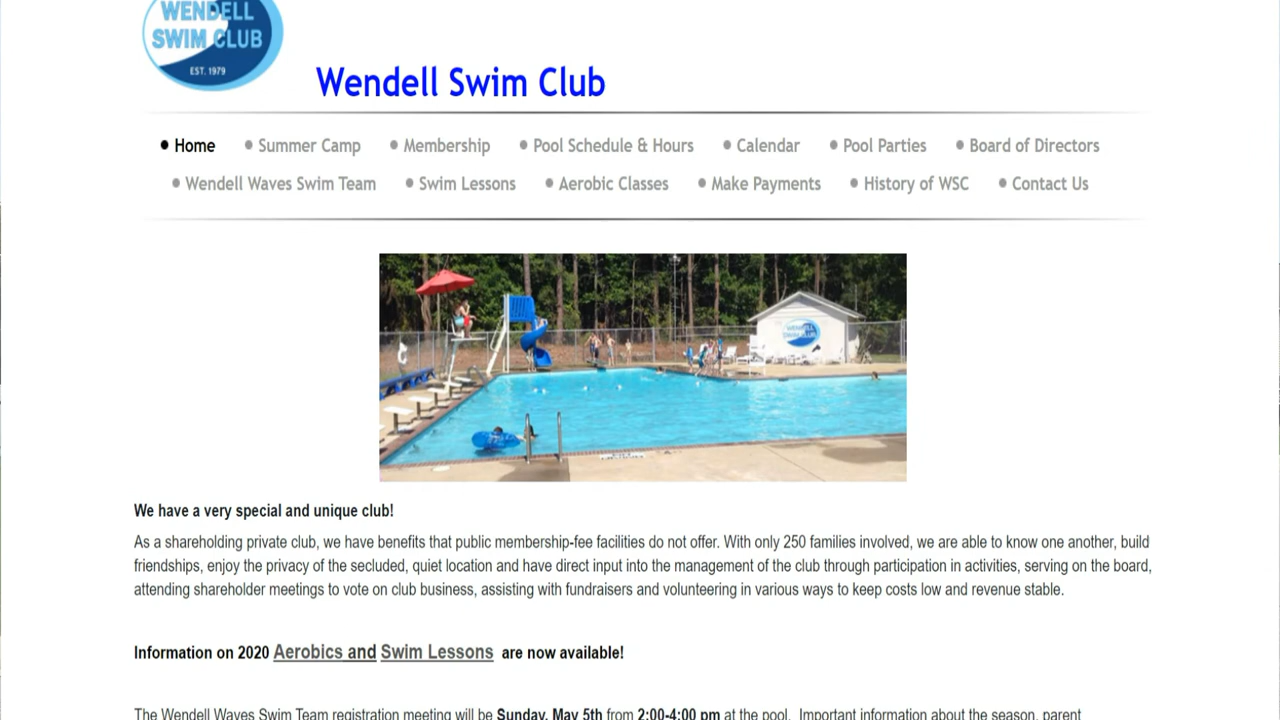 WENDELL
SWIM CLUB
EST. 1979
Wendell Swim Club
Home Summer Camp Membership Pool Schedule & Hours Calendar Pool Parties Board of Directors
Wendell Waves Swim Team Swim Lessons Aerobic Classes Make Payments History of WSC Contact Us
WENDELL
SWIM CLUB
We have a very special and unique club!
As a shareholding private club, we have benefits that public membership-fee facilities do not offer. With only 250 families involved, we are able to know one another, build
friendships, enjoy the privacy of the secluded, quiet location and have direct input into the management of the club through participation in activities, serving on the board,
attending shareholder meetings to vote on club business, assisting with fundraisers and volunteering in various ways to keep costs low and revenue stable.
Information on 2020 Aerobics and Swim Lessons are now available!
The Wendell Waves Swim Team registration meeting will be Sunday, May 5th from 2:00-4:00 pm at the pool. Important information about the season, parent